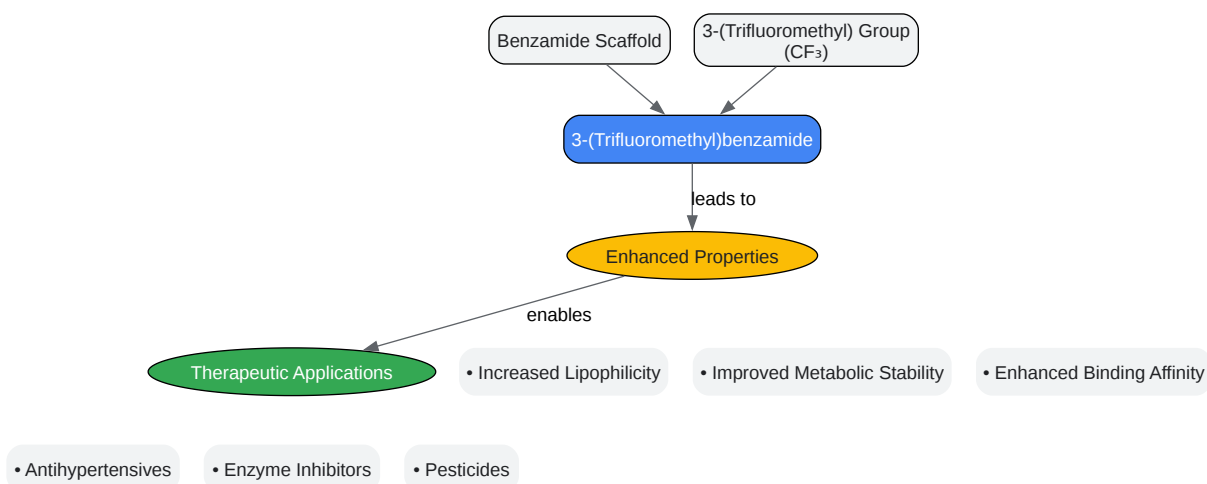 Benzamide Scaffold
3-(Trifluoromethyl) Group
(CF₃)
3-(Trifluoromethyl)benzamide
leads to
Enhanced Properties
enables
Therapeutic Applications
• Increased Lipophilicity
• Improved Metabolic Stability
• Enhanced Binding Affinity
• Antihypertensives
• Enzyme Inhibitors
• Pesticides